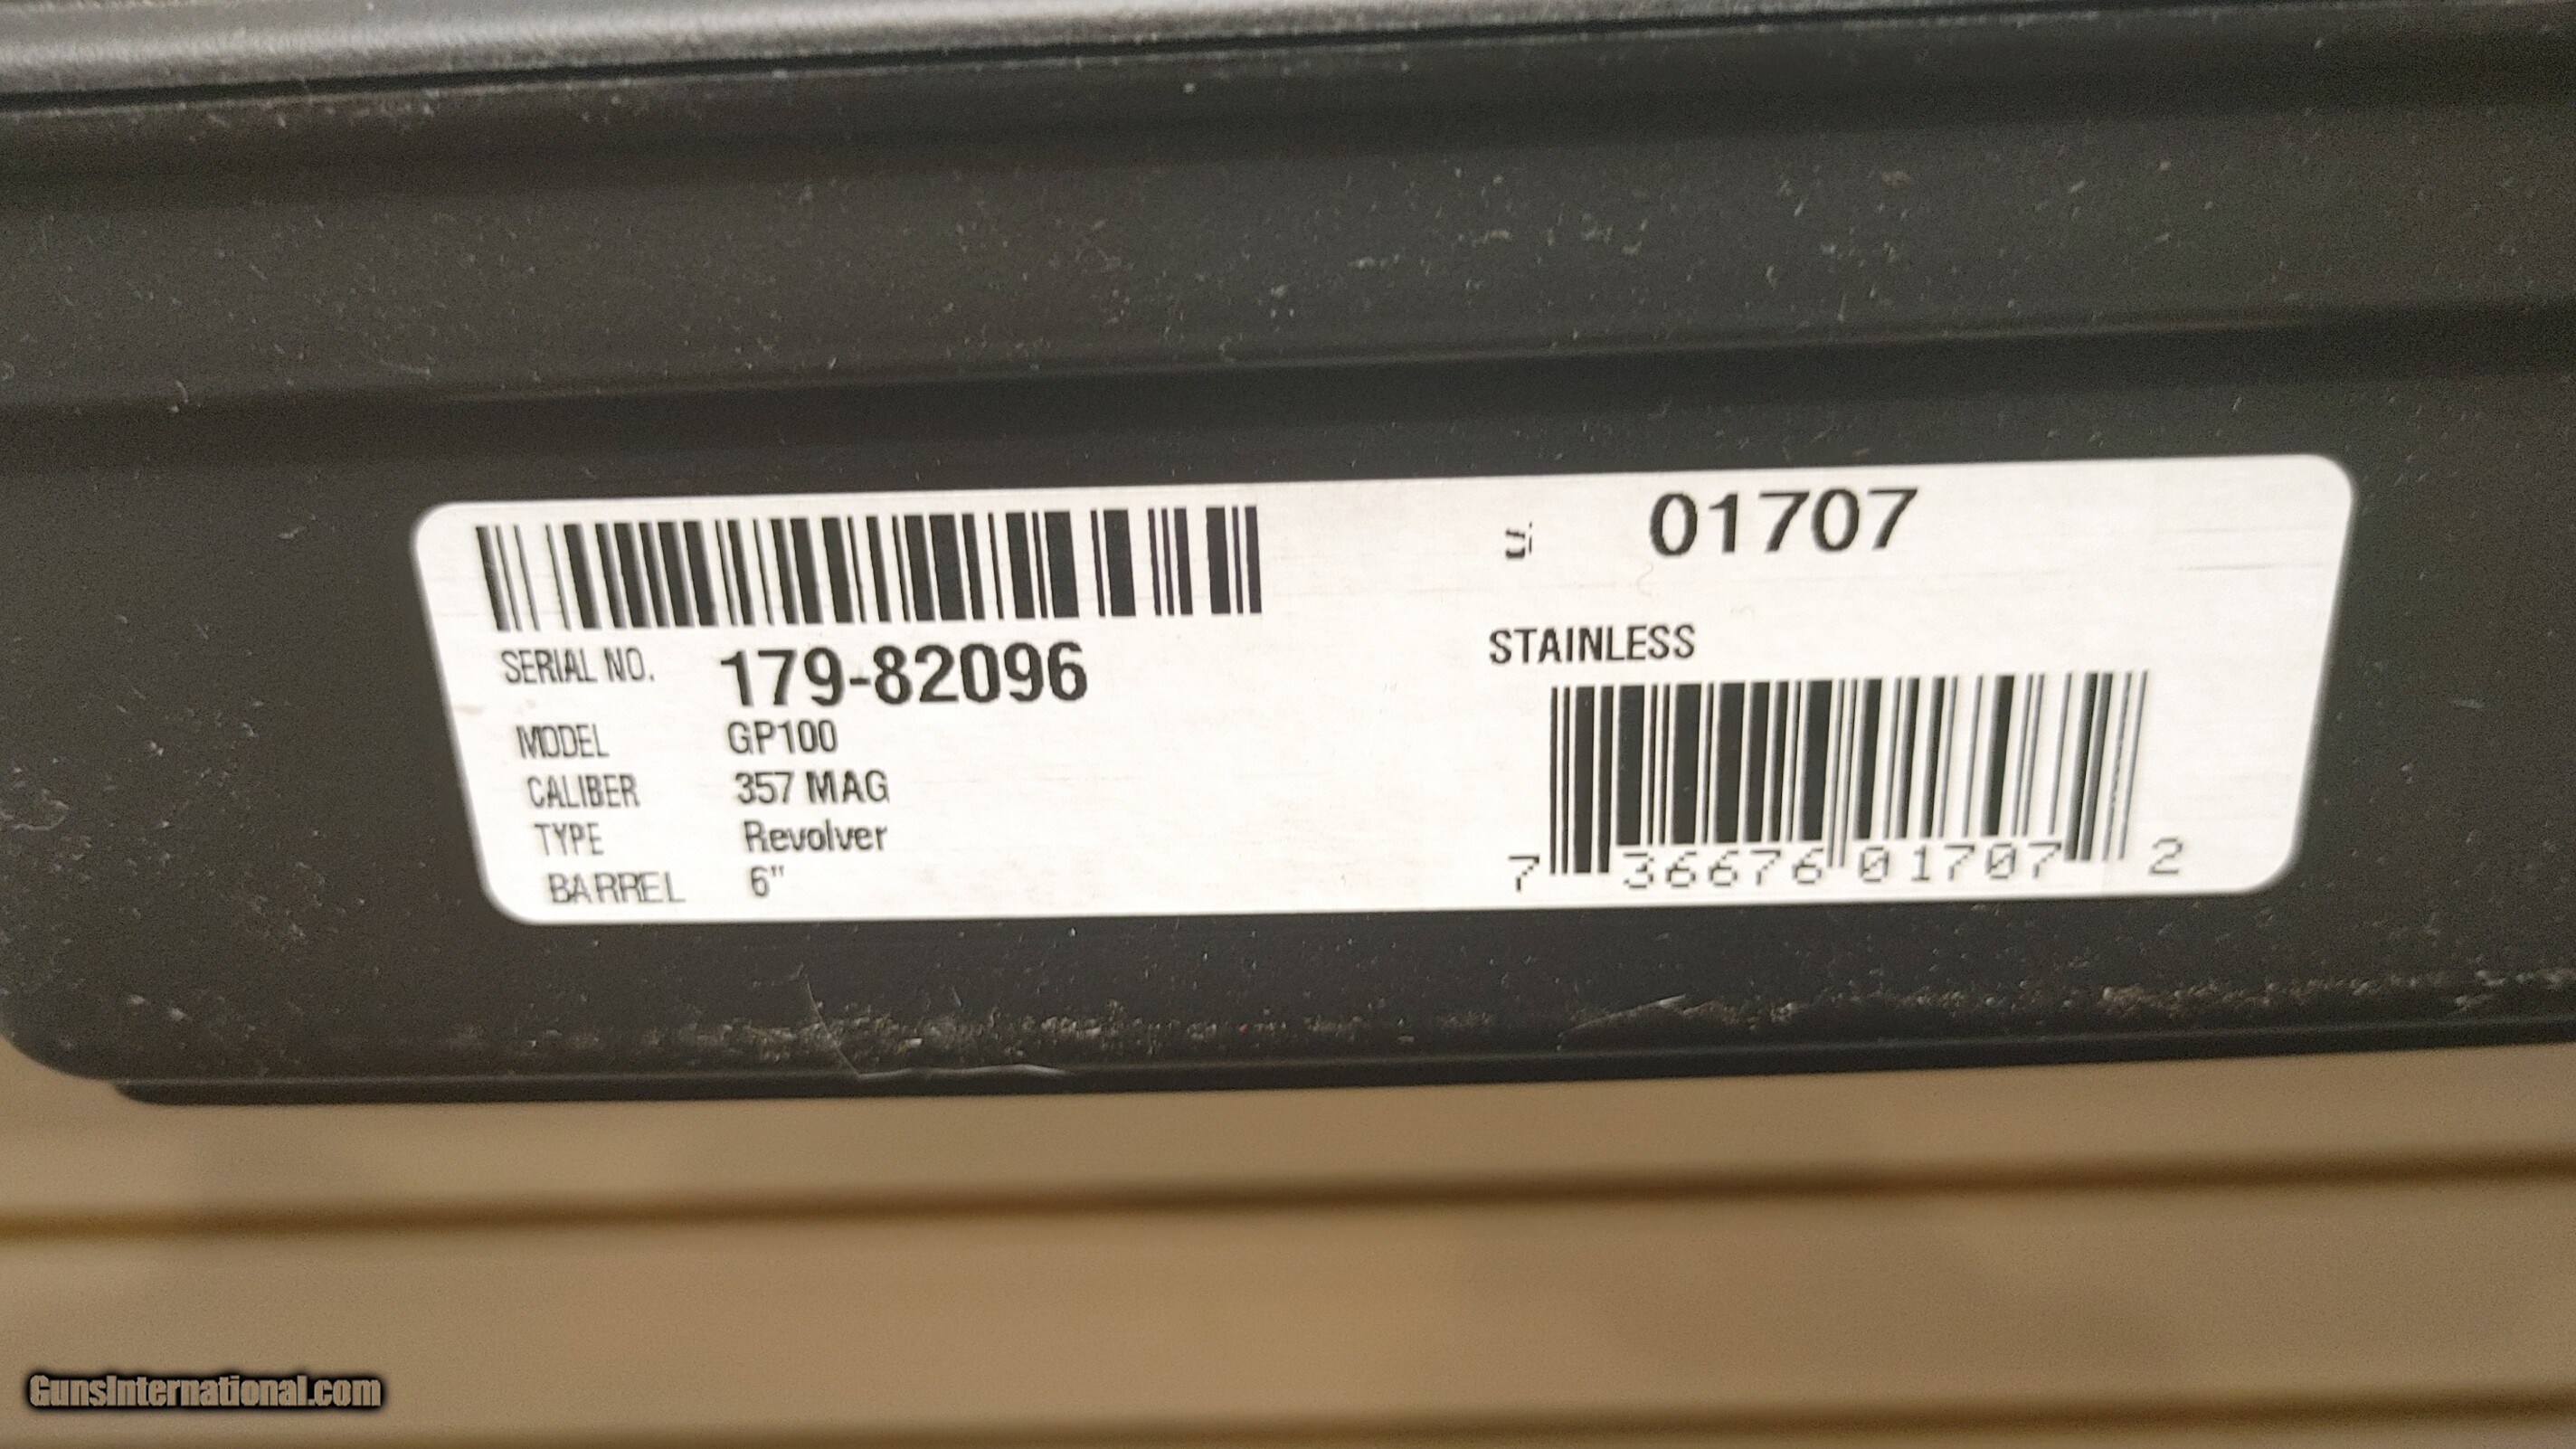 01707
SERIAL NO. 179-82096
STAINLESS
MODEL GP100
CALIBER 357 MAG
TYPE Revolver
BARREL 6"
7 36676 01707 2
GunsInternational.com